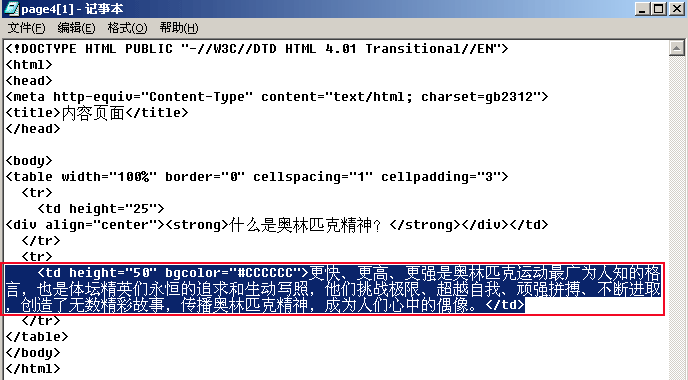 page4[1] - 记事本
文件(F) 编辑(E) 格式(O) 帮助(H)
<!DOCTYPE HTML PUBLIC "-//W3C//DTD HTML 4.01 Transitional//EN">
<html>
<head>
<meta http-equiv="Content-Type" content="text/html; charset=gb2312">
<title>内容页面</title>
</head>
<body>
<table width="100%" border="0" cellspacing="1" cellpadding="3">
<tr>
<td height="25">
<div align="center"><strong>什么是奥林匹克精神？</strong></div></td>
</tr>
<tr>
<td height="50" bgcolor="#CCCCCC">更快、更高、更强是奥林匹克运动最广为人知的格
言，也是体坛精英们永恒的追求和生动写照，他们挑战极限、超越自我、顽强拼搏、不断进取
，创造了无数精彩故事，传播奥林匹克精神，成为人们心中的偶像。</td>
</tr>
</table>
</body>
</html>